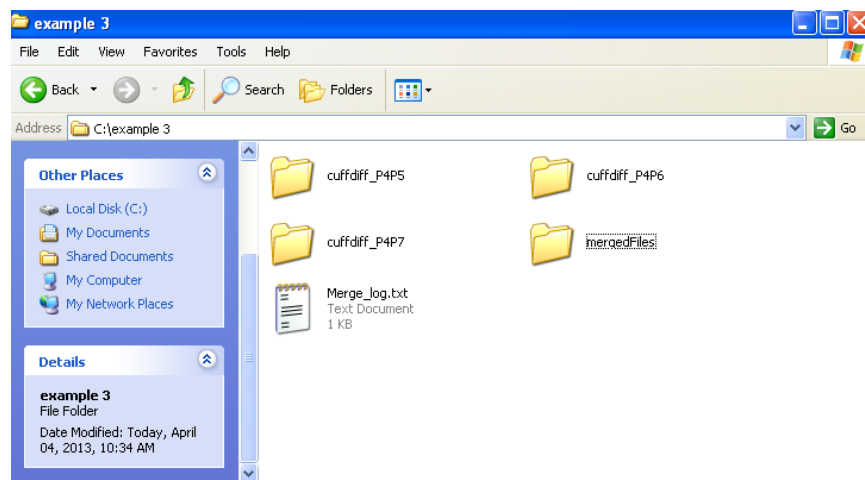 example 3
File Edit View Favorites Tools Help
Back Search Folders
Address C:\example 3 Go
Other Places
Local Disk (C:)
My Documents
Shared Documents
My Computer
My Network Places
Details
example 3
File Folder
Date Modified: Today, April
04, 2013, 10:34 AM
cuffdiff_P4P5 cuffdiff_P4P6
cuffdiff_P4P7 mergedFiles
Merge_log.txt
Text Document
1 KB